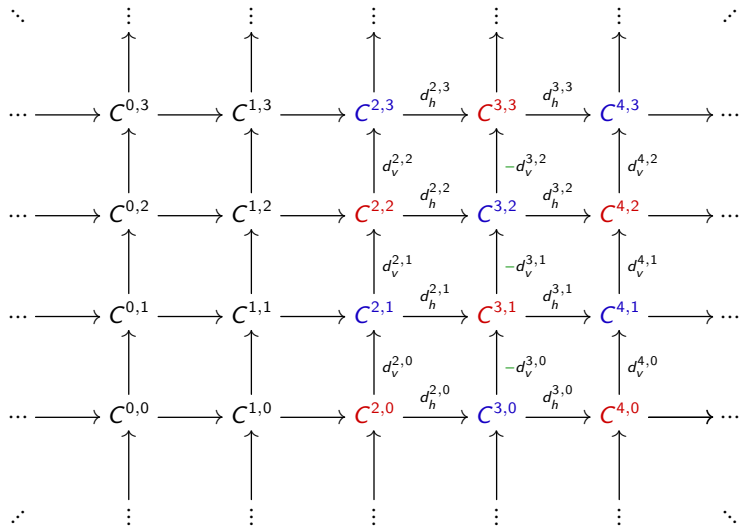 ⋱ ⋮ ⋮ ⋮ ⋮ ⋮ ⋰
d_h^{2,3} d_h^{3,3}
⋯ C^{0,3} C^{1,3} C^{2,3} C^{3,3} C^{4,3} ⋯
d_v^{2,2} −d_v^{3,2} d_v^{4,2}
d_h^{2,2} d_h^{3,2}
⋯ C^{0,2} C^{1,2} C^{2,2} C^{3,2} C^{4,2} ⋯
d_v^{2,1} −d_v^{3,1} d_v^{4,1}
d_h^{2,1} d_h^{3,1}
⋯ C^{0,1} C^{1,1} C^{2,1} C^{3,1} C^{4,1} ⋯
d_v^{2,0} −d_v^{3,0} d_v^{4,0}
d_h^{2,0} d_h^{3,0}
⋯ C^{0,0} C^{1,0} C^{2,0} C^{3,0} C^{4,0} ⋯
⋰ ⋮ ⋮ ⋮ ⋮ ⋮ ⋱